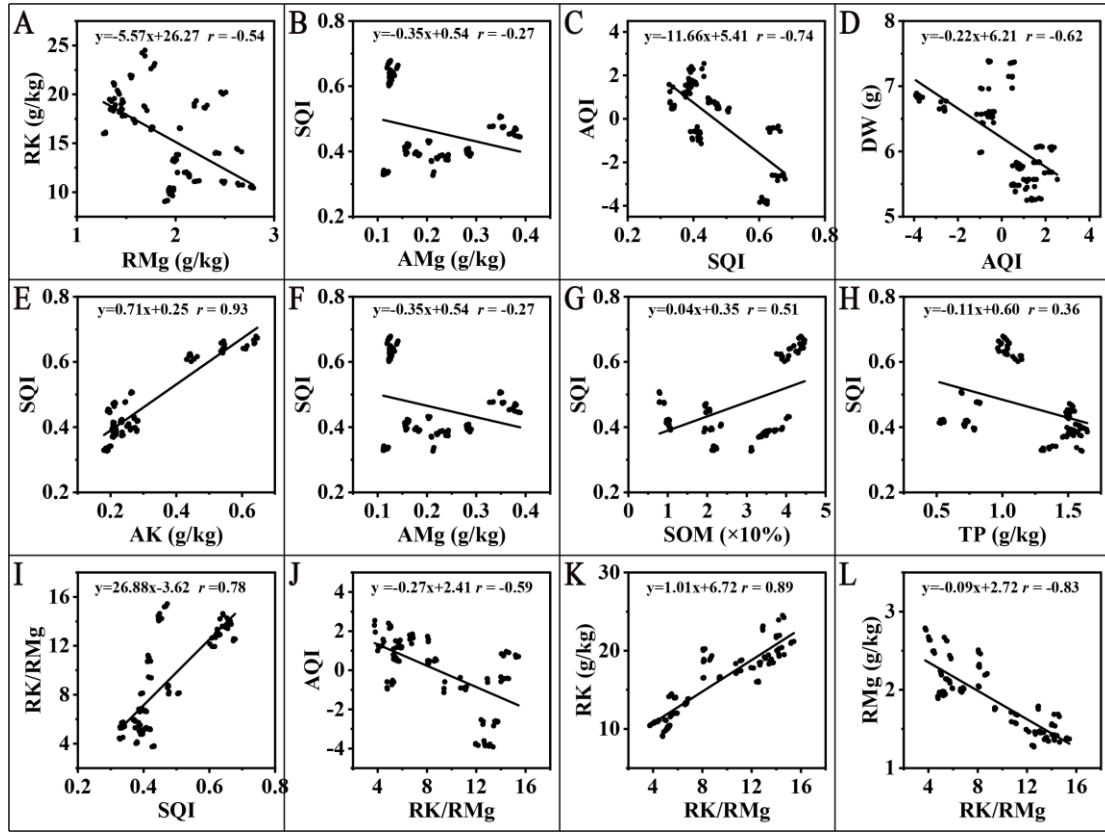 A
y=-5.57x+26.27 r = -0.54
25
20
15
10
RK (g/kg)
1
2
3
RMg (g/kg)
B
y=-0.35x+0.54 r = -0.27
0.8
0.6
0.4
0.2
SQI
0.1
0.2
0.3
0.4
AMg (g/kg)
C
y=-11.66x+5.41 r = -0.74
4
2
0
-2
-4
AQI
0.2
0.4
0.6
0.8
SQI
D
y=-0.22x+6.21 r = -0.62
8
7
6
5
DW (g)
-4
-2
0
2
4
AQI
E
y=0.71x+0.25 r = 0.93
0.8
0.6
0.4
0.2
SQI
0.2
0.4
0.6
AK (g/kg)
F
y=-0.35x+0.54 r = -0.27
0.8
0.6
0.4
0.2
SQI
0.1
0.2
0.3
0.4
AMg (g/kg)
G
y=0.04x+0.35 r = 0.51
0.8
0.6
0.4
0.2
SQI
0
1
2
3
4
5
SOM (×10%)
H
y=-0.11x+0.60 r = 0.36
0.8
0.6
0.4
0.2
SQI
0.5
1.0
1.5
TP (g/kg)
I
y=26.88x-3.62 r =0.78
16
12
8
4
RK/RMg
0.2
0.4
0.6
0.8
SQI
J
y=-0.27x+2.41 r = -0.59
4
2
0
-2
-4
AQI
4
8
12
16
RK/RMg
K
y=1.01x+6.72 r = 0.89
30
20
10
RK (g/kg)
4
8
12
16
RK/RMg
L
y=-0.09x+2.72 r = -0.83
3
2
1
RMg (g/kg)
4
8
12
16
RK/RMg